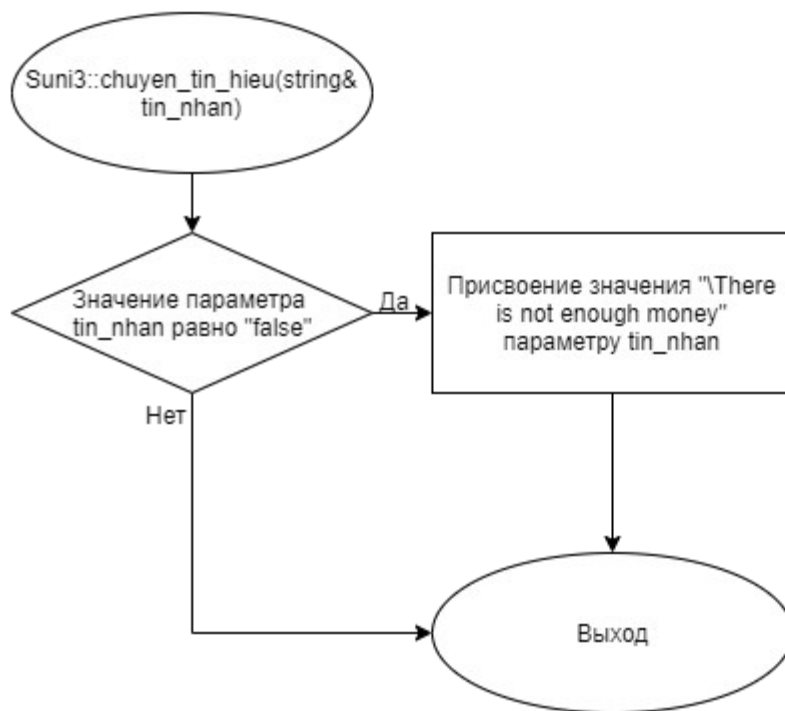 Suni3::chuyen_tin_hieu(string&
tin_nhan)
Значение параметра
tin_nhan равно "false"
Да
Присвоение значения "\There
is not enough money"
параметру tin_nhan
Нет
Выход